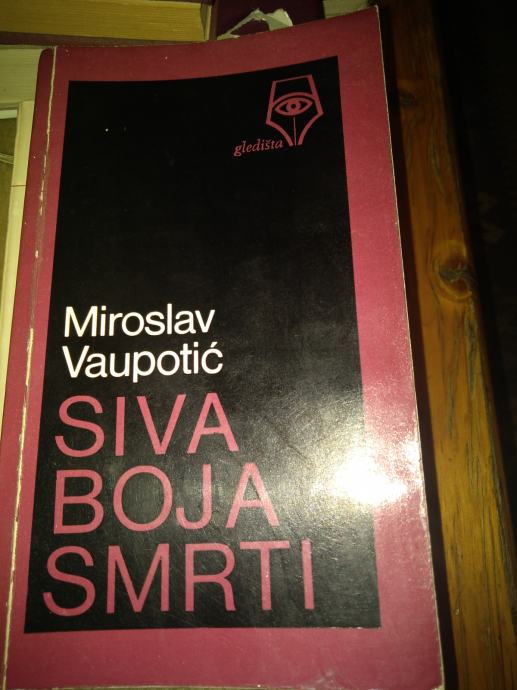 gledišta
Miroslav
Vaupotić
SIVA
BOJA
SMRTI